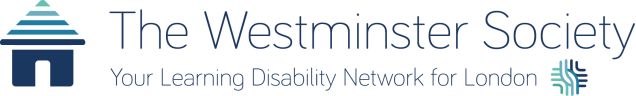 The Westminster Society
Your Learning Disability Network for London